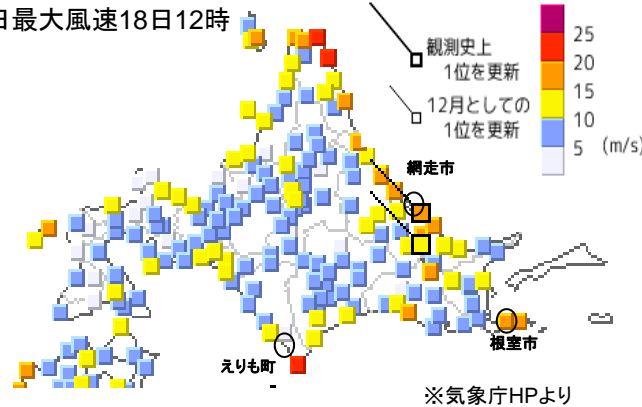 日最大風速18日12時
観測史上
1位を更新
12月としての
1位を更新
25
20
15
10
5 (m/s)
網走市
根室市
えりも町
※気象庁HPより